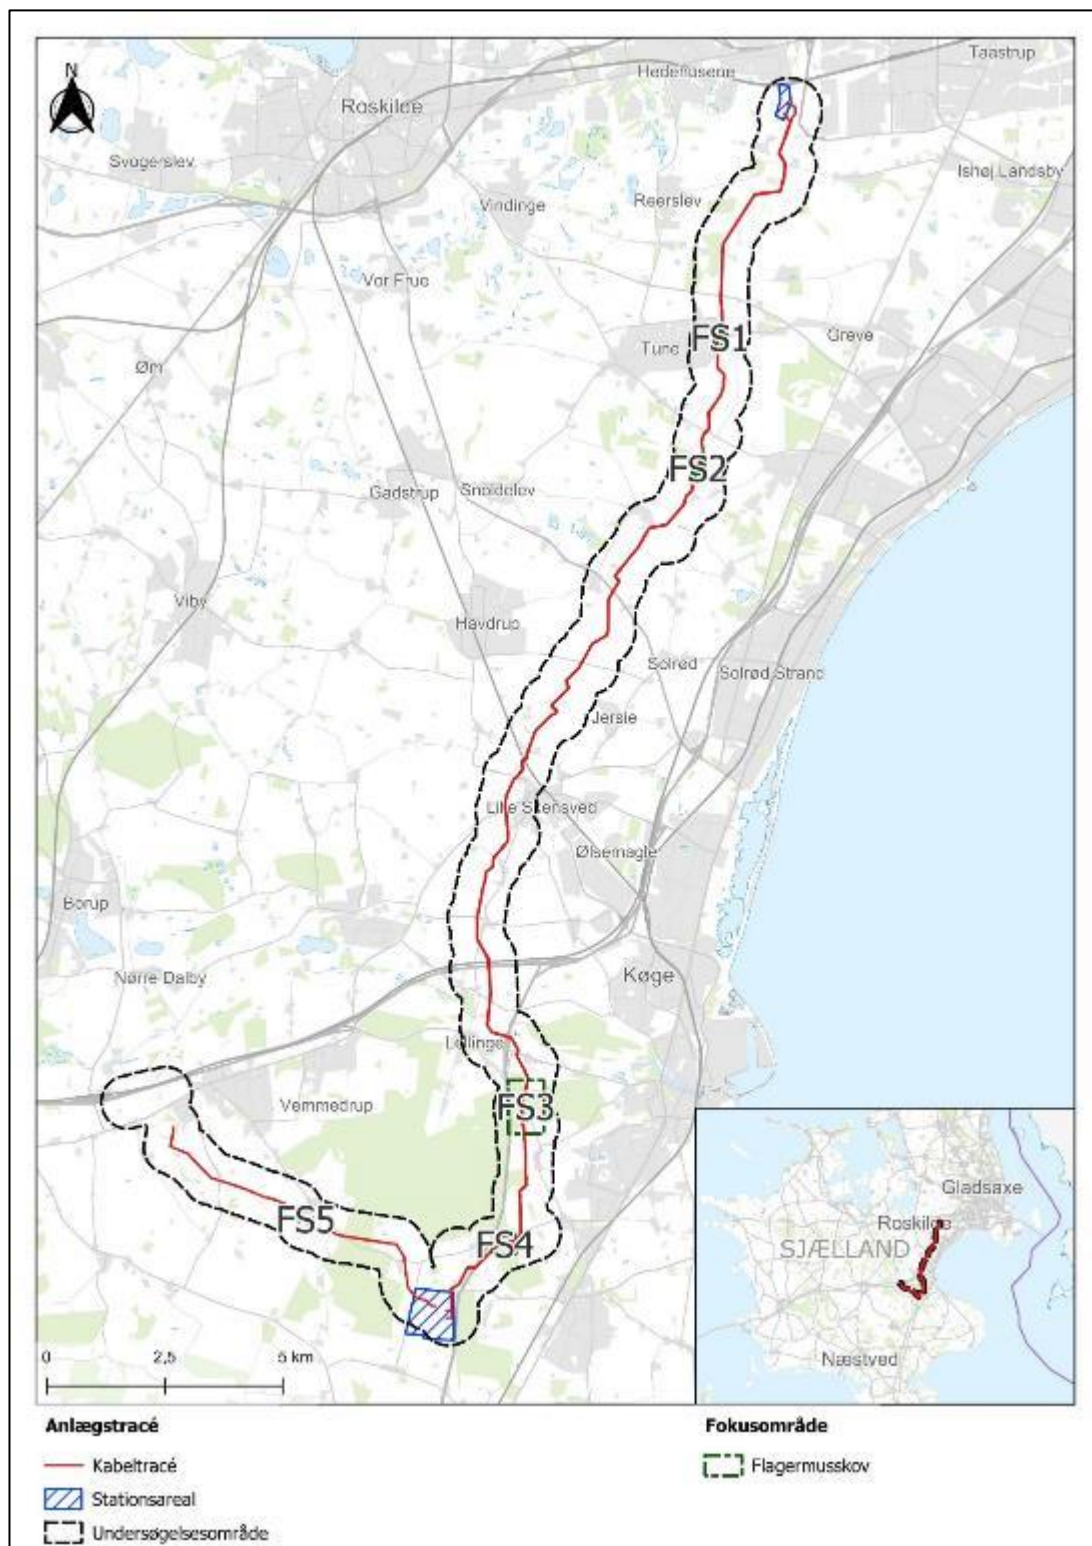 N
Taastrup
Hedehusene
Roskilde
Svogerslev
Ishøj Landsby
Reerslev
Vindinge
Vor Frue
FS1
Greve
Tune
Øm
FS2
Gadstrup
Snoldelev
Viby
Havdrup
Solrød
Solrød Strand
Jersie
Lille Skensved
Ølsemagle
Borup
Køge
Nørre Dalby
Lellinge
FS3
Vemmedrup
FS5
FS4
Gladsaxe
Roskilde
SJÆLLAND
Næstved
0 2,5 5 km
Anlægstracé
Kabeltracé
Stationsareal
Undersøgelsesområde
Fokusområde
Flagermusskov